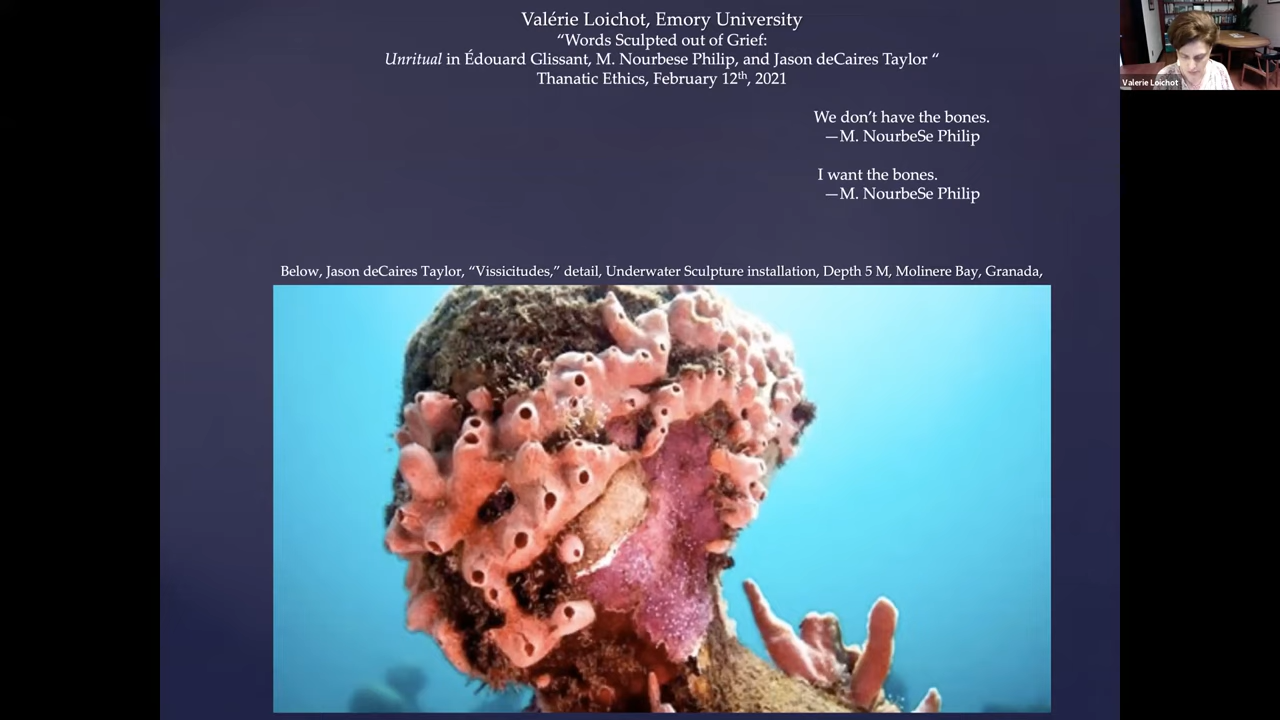 Valérie Loichot, Emory University
“Words Sculpted out of Grief:
Unritual in Édouard Glissant, M. Nourbese Philip, and Jason deCaires Taylor “
Thanatic Ethics, February 12th, 2021
We don’t have the bones.
—M. NourbeSe Philip
I want the bones.
—M. NourbeSe Philip
Below, Jason deCaires Taylor, “Vissicitudes,” detail, Underwater Sculpture installation, Depth 5 M, Molinere Bay, Granada,
Valerie Loichot